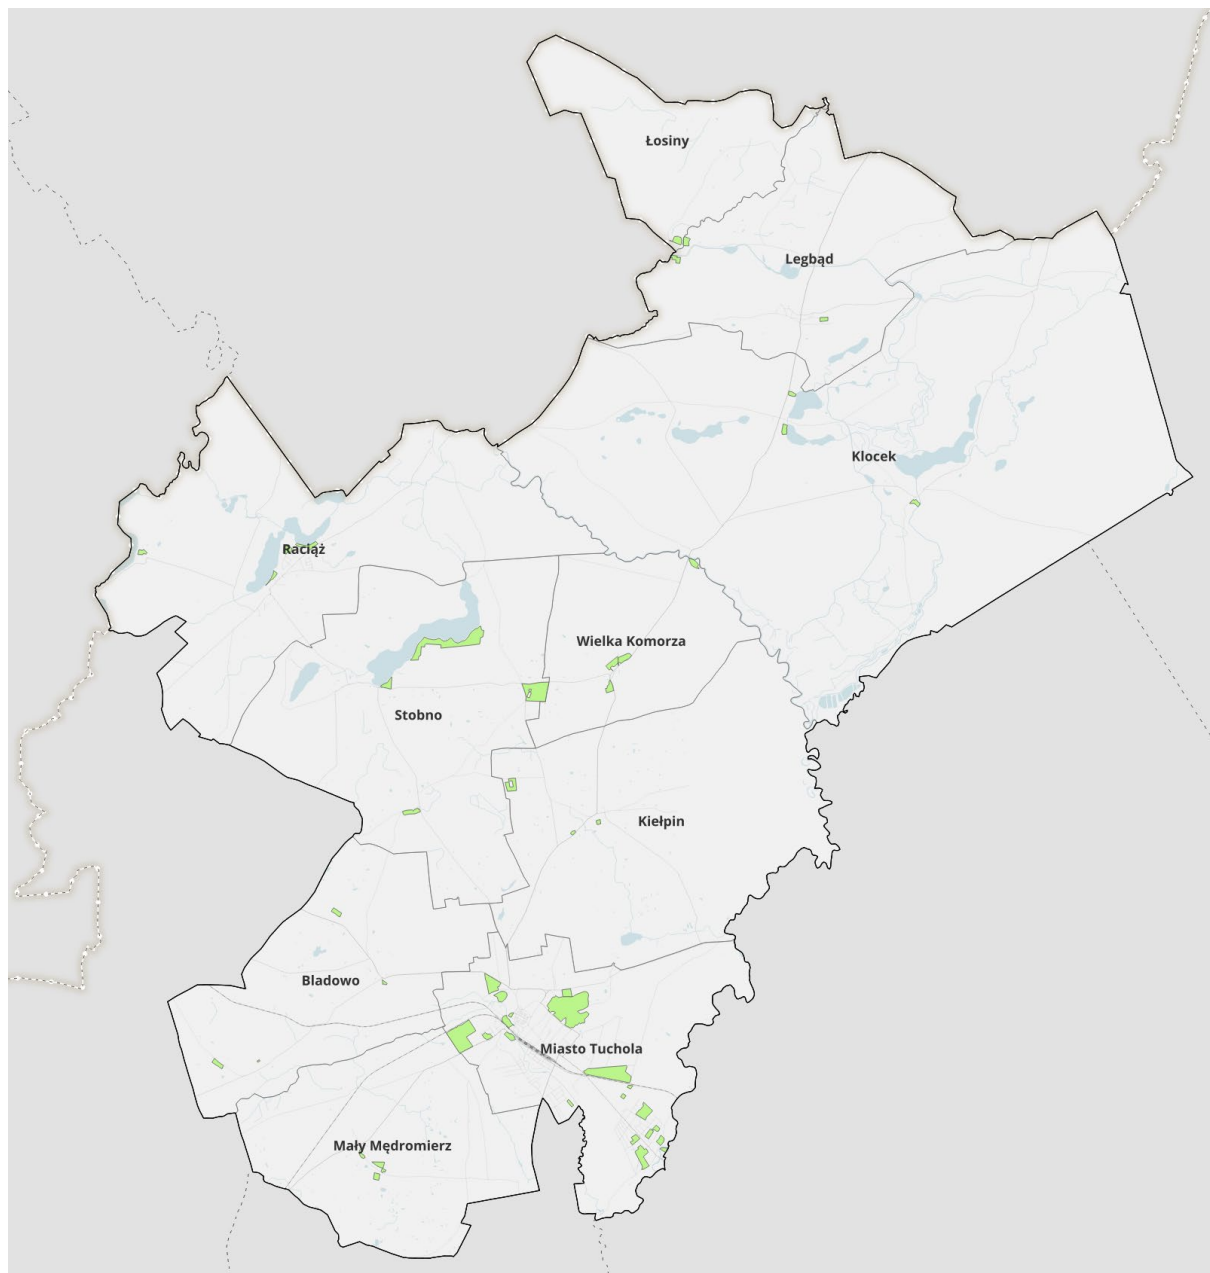 Łosiny
Legbąd
Klocek
Raciąż
Wielka Komorza
Stobno
Kiełpin
Bladowo
Miasto Tuchola
Mały Mędromierz